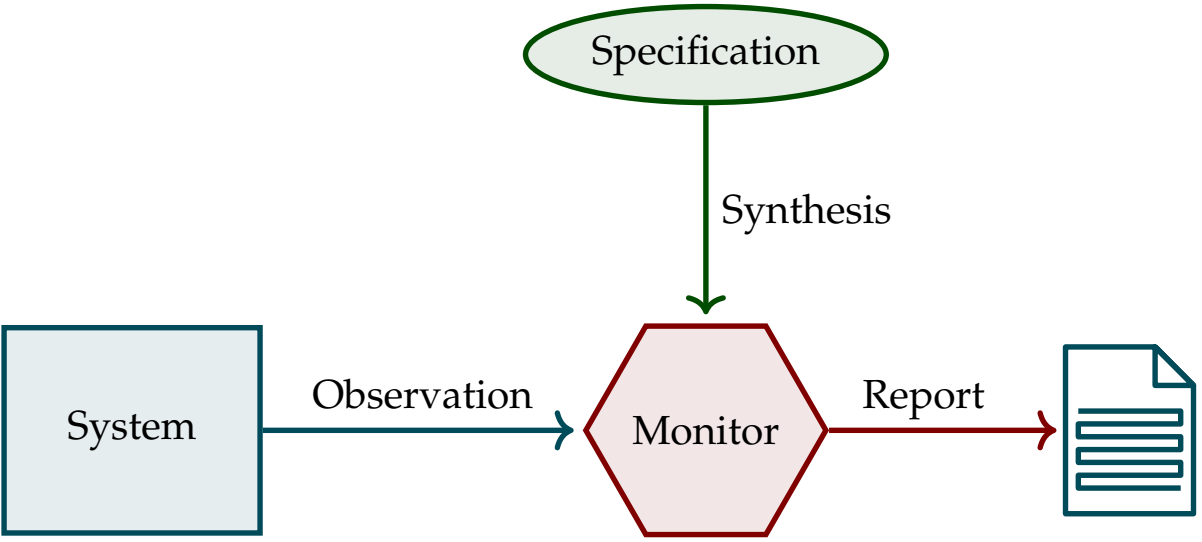 Specification
Synthesis
Observation
Report
System
Monitor